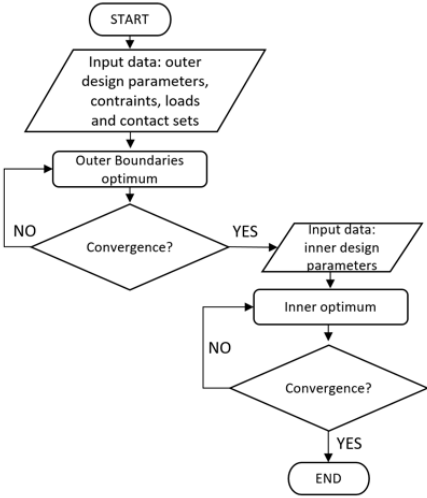 START
Input data: outer
design parameters,
contraints, loads
and contact sets
Outer Boundaries
optimum
NO
Convergence?
YES
Input data:
inner design
parameters
Inner optimum
NO
Convergence?
YES
END